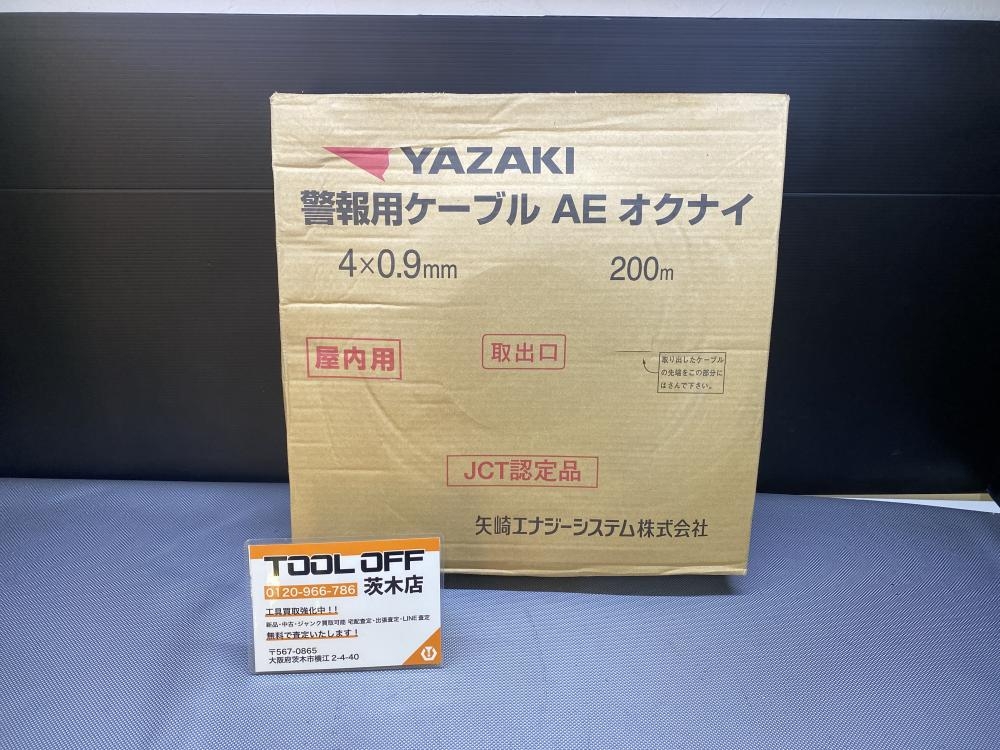 YAZAKI
警報用ケーブル AE オクナイ
4×0.9mm 200m
屋内用
取出口
取り出したケーブル
の先端をこの部分に
はさんで下さい。
JCT認定品
矢崎エナジーシステム株式会社
TOOL OFF
0120-966-786 茨木店
工具買取強化中!!
新品・中古・ジャンク買取可能 宅配査定・出張査定・LINE査定
無料で査定いたします!
〒567-0865
大阪府茨木市横江 2-4-40